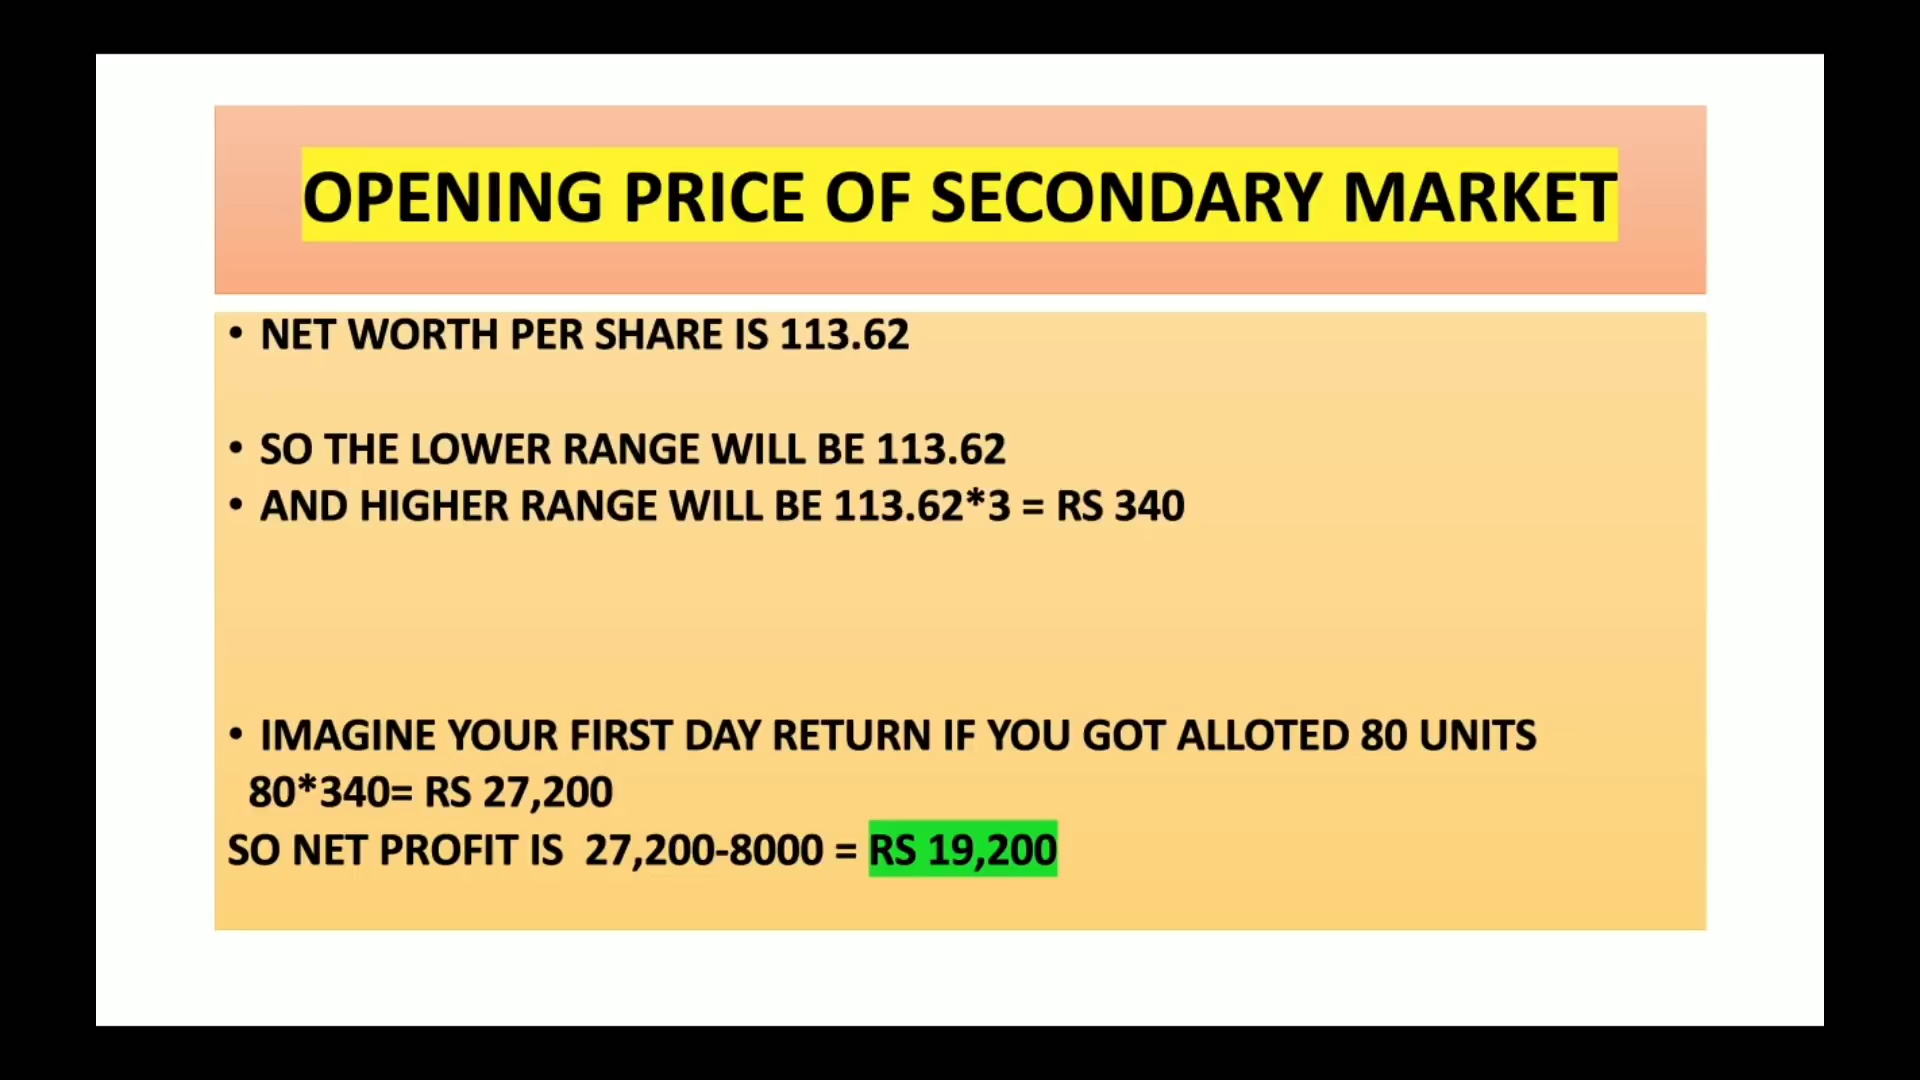 OPENING PRICE OF SECONDARY MARKET
• NET WORTH PER SHARE IS 113.62
• SO THE LOWER RANGE WILL BE 113.62
• AND HIGHER RANGE WILL BE 113.62*3 = RS 340
• IMAGINE YOUR FIRST DAY RETURN IF YOU GOT ALLOTED 80 UNITS
80*340= RS 27,200
SO NET PROFIT IS 27,200-8000 = RS 19,200